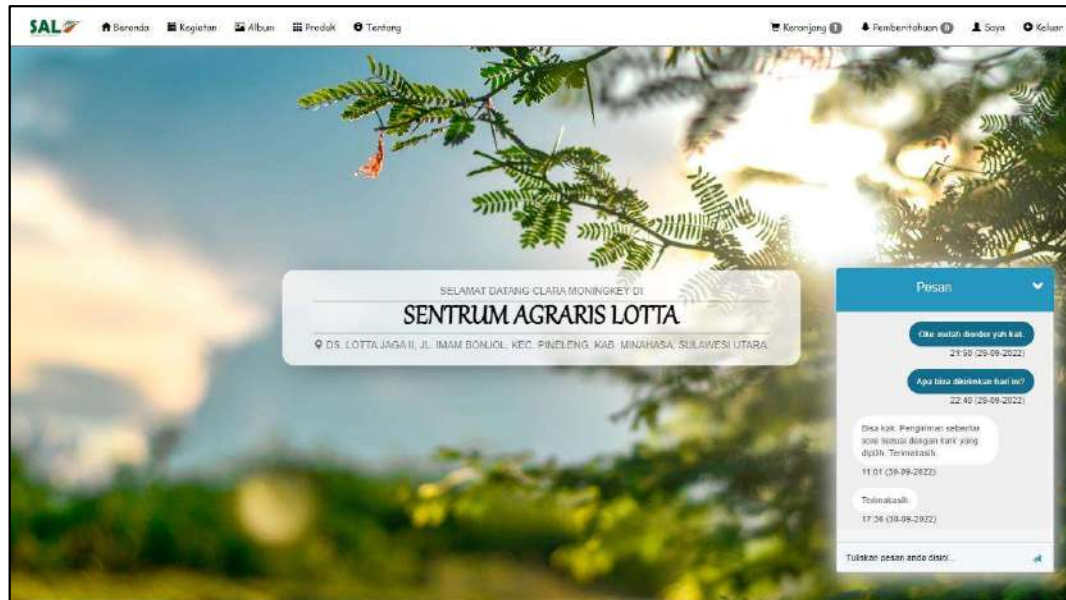 SAL
Beranda Kegiatan Album Produk Tentang
Keranjang 1 Pemberitahuan 0 Saya Keluar
SELAMAT DATANG CLARA MONINGKEY DI
SENTRUM AGRARIS LOTTA
DS. LOTTA JAGA II, JL. IMAM BONJOL, KEC. PINELENG, KAB. MINAHASA, SULAWESI UTARA
Pesan
Oke sudah diorder yah kak.
21:50 (29-09-2022)
Apa bisa dikirimkan hari ini?
22:40 (29-09-2022)
Bisa kak. Pengiriman sebentar
sore sesuai dengan kurir yang
dipilih. Terimakasih.
11:01 (30-09-2022)
Terimakasih
17:36 (30-09-2022)
Tuliskan pesan anda disini...